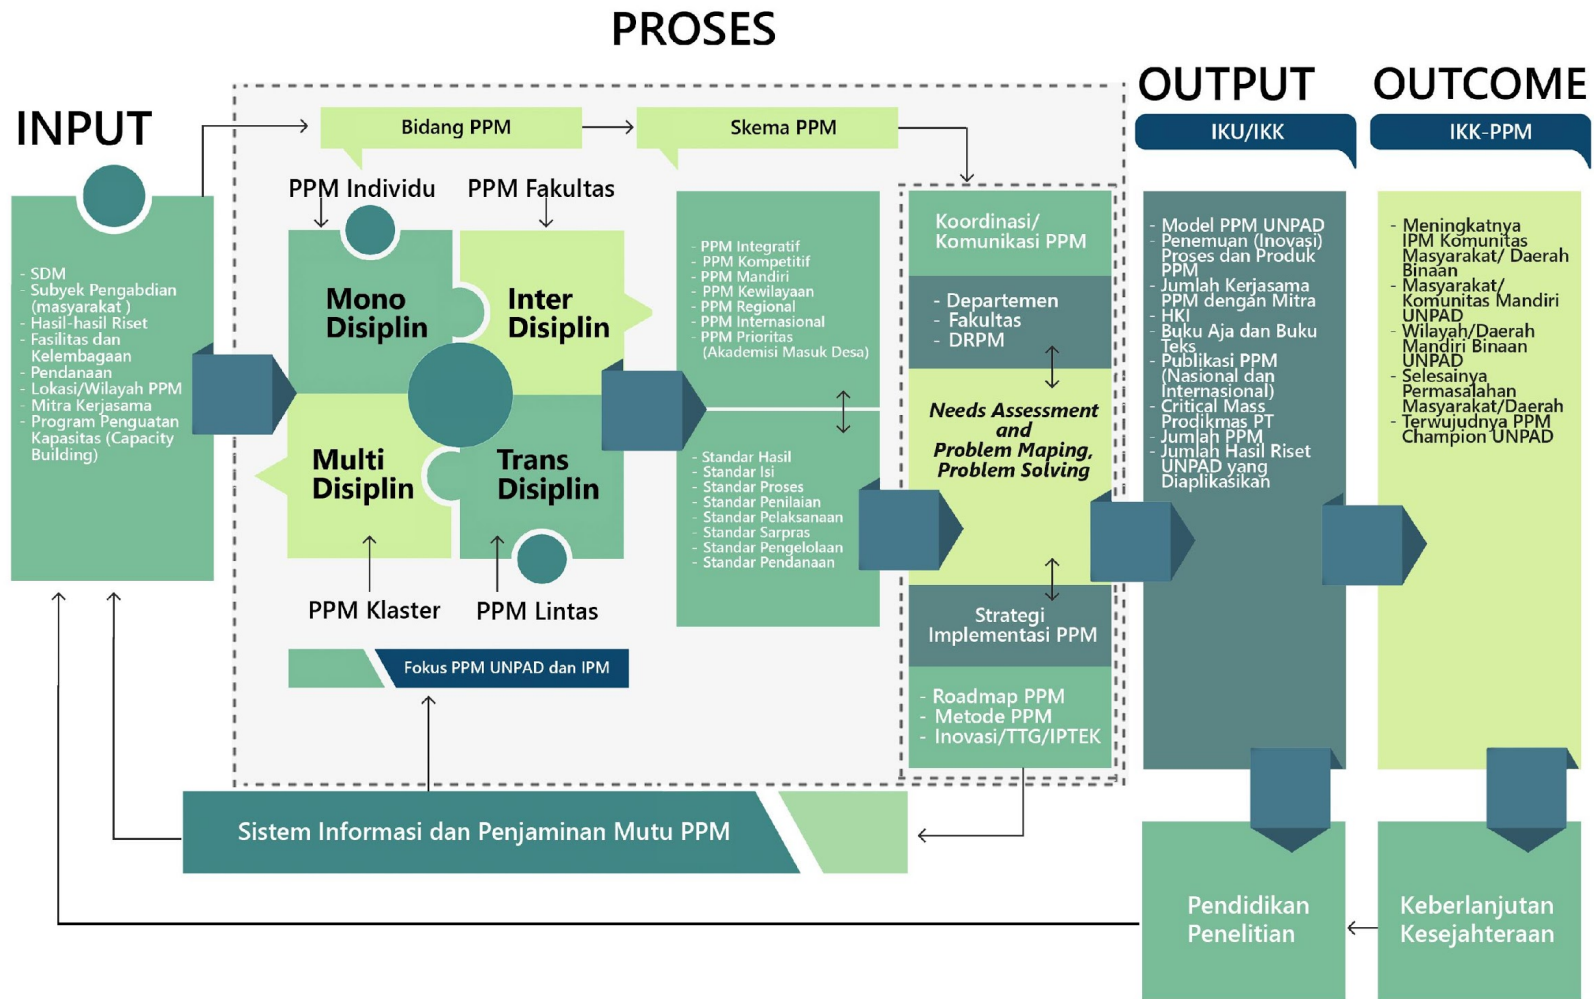 PROSES
INPUT
- SDM
- Subyek Pengabdian
(masyarakat )
- Hasil-hasil Riset
- Fasilitas dan
Kelembagaan
- Pendanaan
- Lokasi/Wilayah PPM
- Mitra Kerjasama
- Program Penguatan
Kapasitas (Capacity
Building)
Bidang PPM
Skema PPM
PPM Individu
PPM Fakultas
Mono
Disiplin
Inter
Disiplin
Multi
Disiplin
Trans
Disiplin
PPM Klaster
PPM Lintas
Fokus PPM UNPAD dan IPM
- PPM Integratif
- PPM Kompetitif
- PPM Mandiri
- PPM Kewilayaan
- PPM Regional
- PPM Internasional
- PPM Prioritas
(Akademisi Masuk Desa)
- Standar Hasil
- Standar Isi
- Standar Proses
- Standar Penilaian
- Standar Pelaksanaan
- Standar Sarpras
- Standar Pengelolaan
- Standar Pendanaan
Koordinasi/
Komunikasi PPM
- Departemen
- Fakultas
- DRPM
Needs Assessment
and
Problem Maping,
Problem Solving
Strategi
Implementasi PPM
- Roadmap PPM
- Metode PPM
- Inovasi/TTG/IPTEK
Sistem Informasi dan Penjaminan Mutu PPM
OUTPUT
IKU/IKK
- Model PPM UNPAD
- Penemuan (Inovasi)
Proses dan Produk
PPM
- Jumlah Kerjasama
PPM dengan Mitra
- HKI
- Buku Aja dan Buku
Teks
- Publikasi PPM
(Nasional dan
Internasional)
- Critical Mass
Prodikmas PT
- Jumlah PPM
- Jumlah Hasil Riset
UNPAD yang
Diaplikasikan
Pendidikan
Penelitian
OUTCOME
IKK-PPM
- Meningkatnya
IPM Komunitas
Masyarakat/ Daerah
Binaan
- Masyarakat/
Komunitas Mandiri
UNPAD
- Wilayah/Daerah
Mandiri Binaan
UNPAD
- Selesainya
Permasalahan
Masyarakat/Daerah
- Terwujudnya PPM
Champion UNPAD
Keberlanjutan
Kesejahteraan